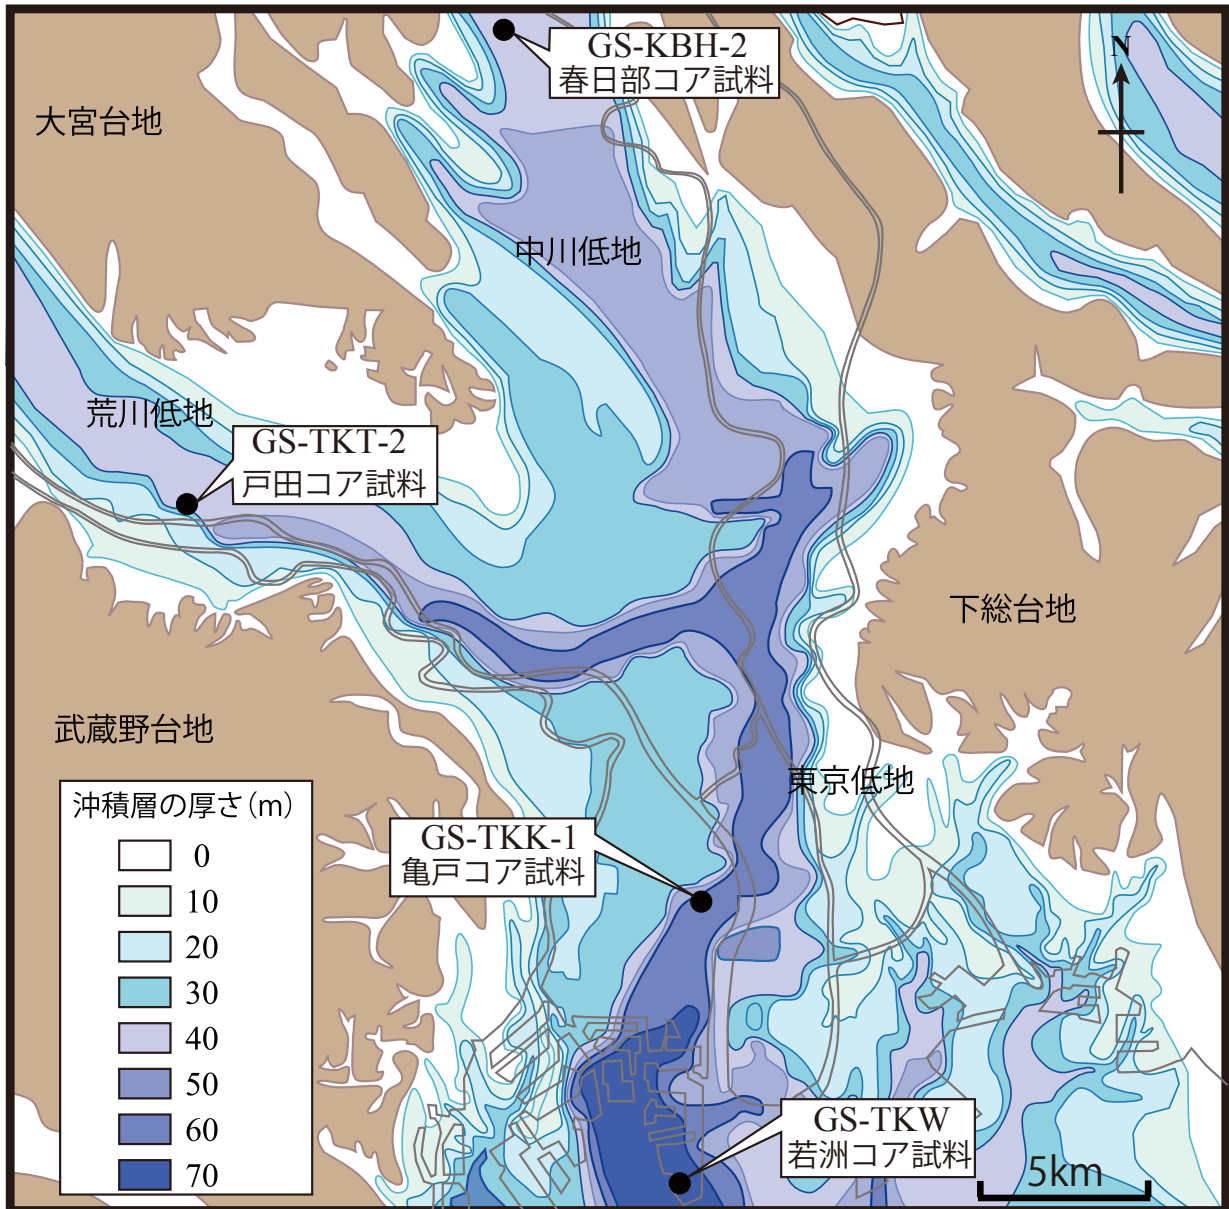 GS-KBH-2
春日部コア試料
N
大宮台地
中川低地
荒川低地
GS-TKT-2
戸田コア試料
下総台地
武蔵野台地
東京低地
沖積層の厚さ(m)
0
10
20
30
40
50
60
70
GS-TKK-1
亀戸コア試料
GS-TKW
若洲コア試料
5km